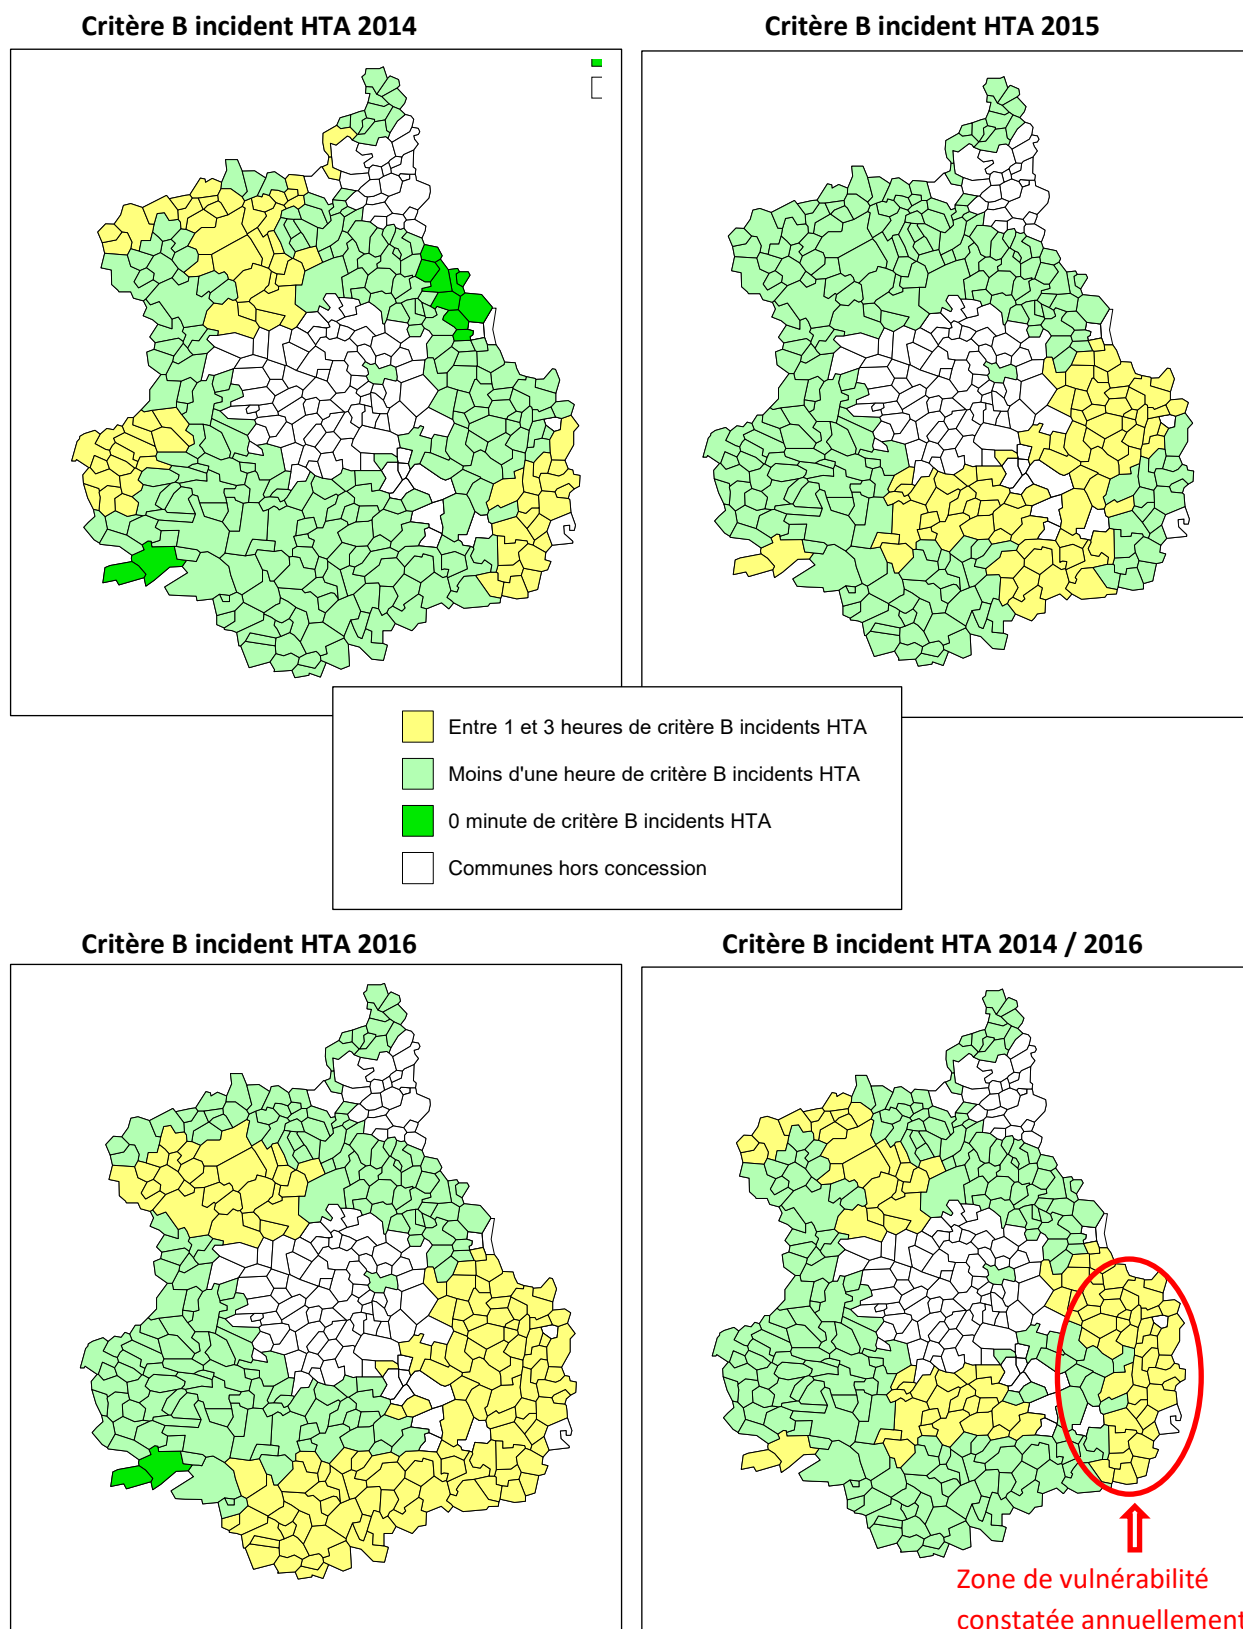 Critère B incident HTA 2014
Critère B incident HTA 2015
Entre 1 et 3 heures de critère B incidents HTA
Moins d'une heure de critère B incidents HTA
0 minute de critère B incidents HTA
Communes hors concession
Critère B incident HTA 2016
Critère B incident HTA 2014 / 2016
Zone de vulnérabilité
constatée annuellement